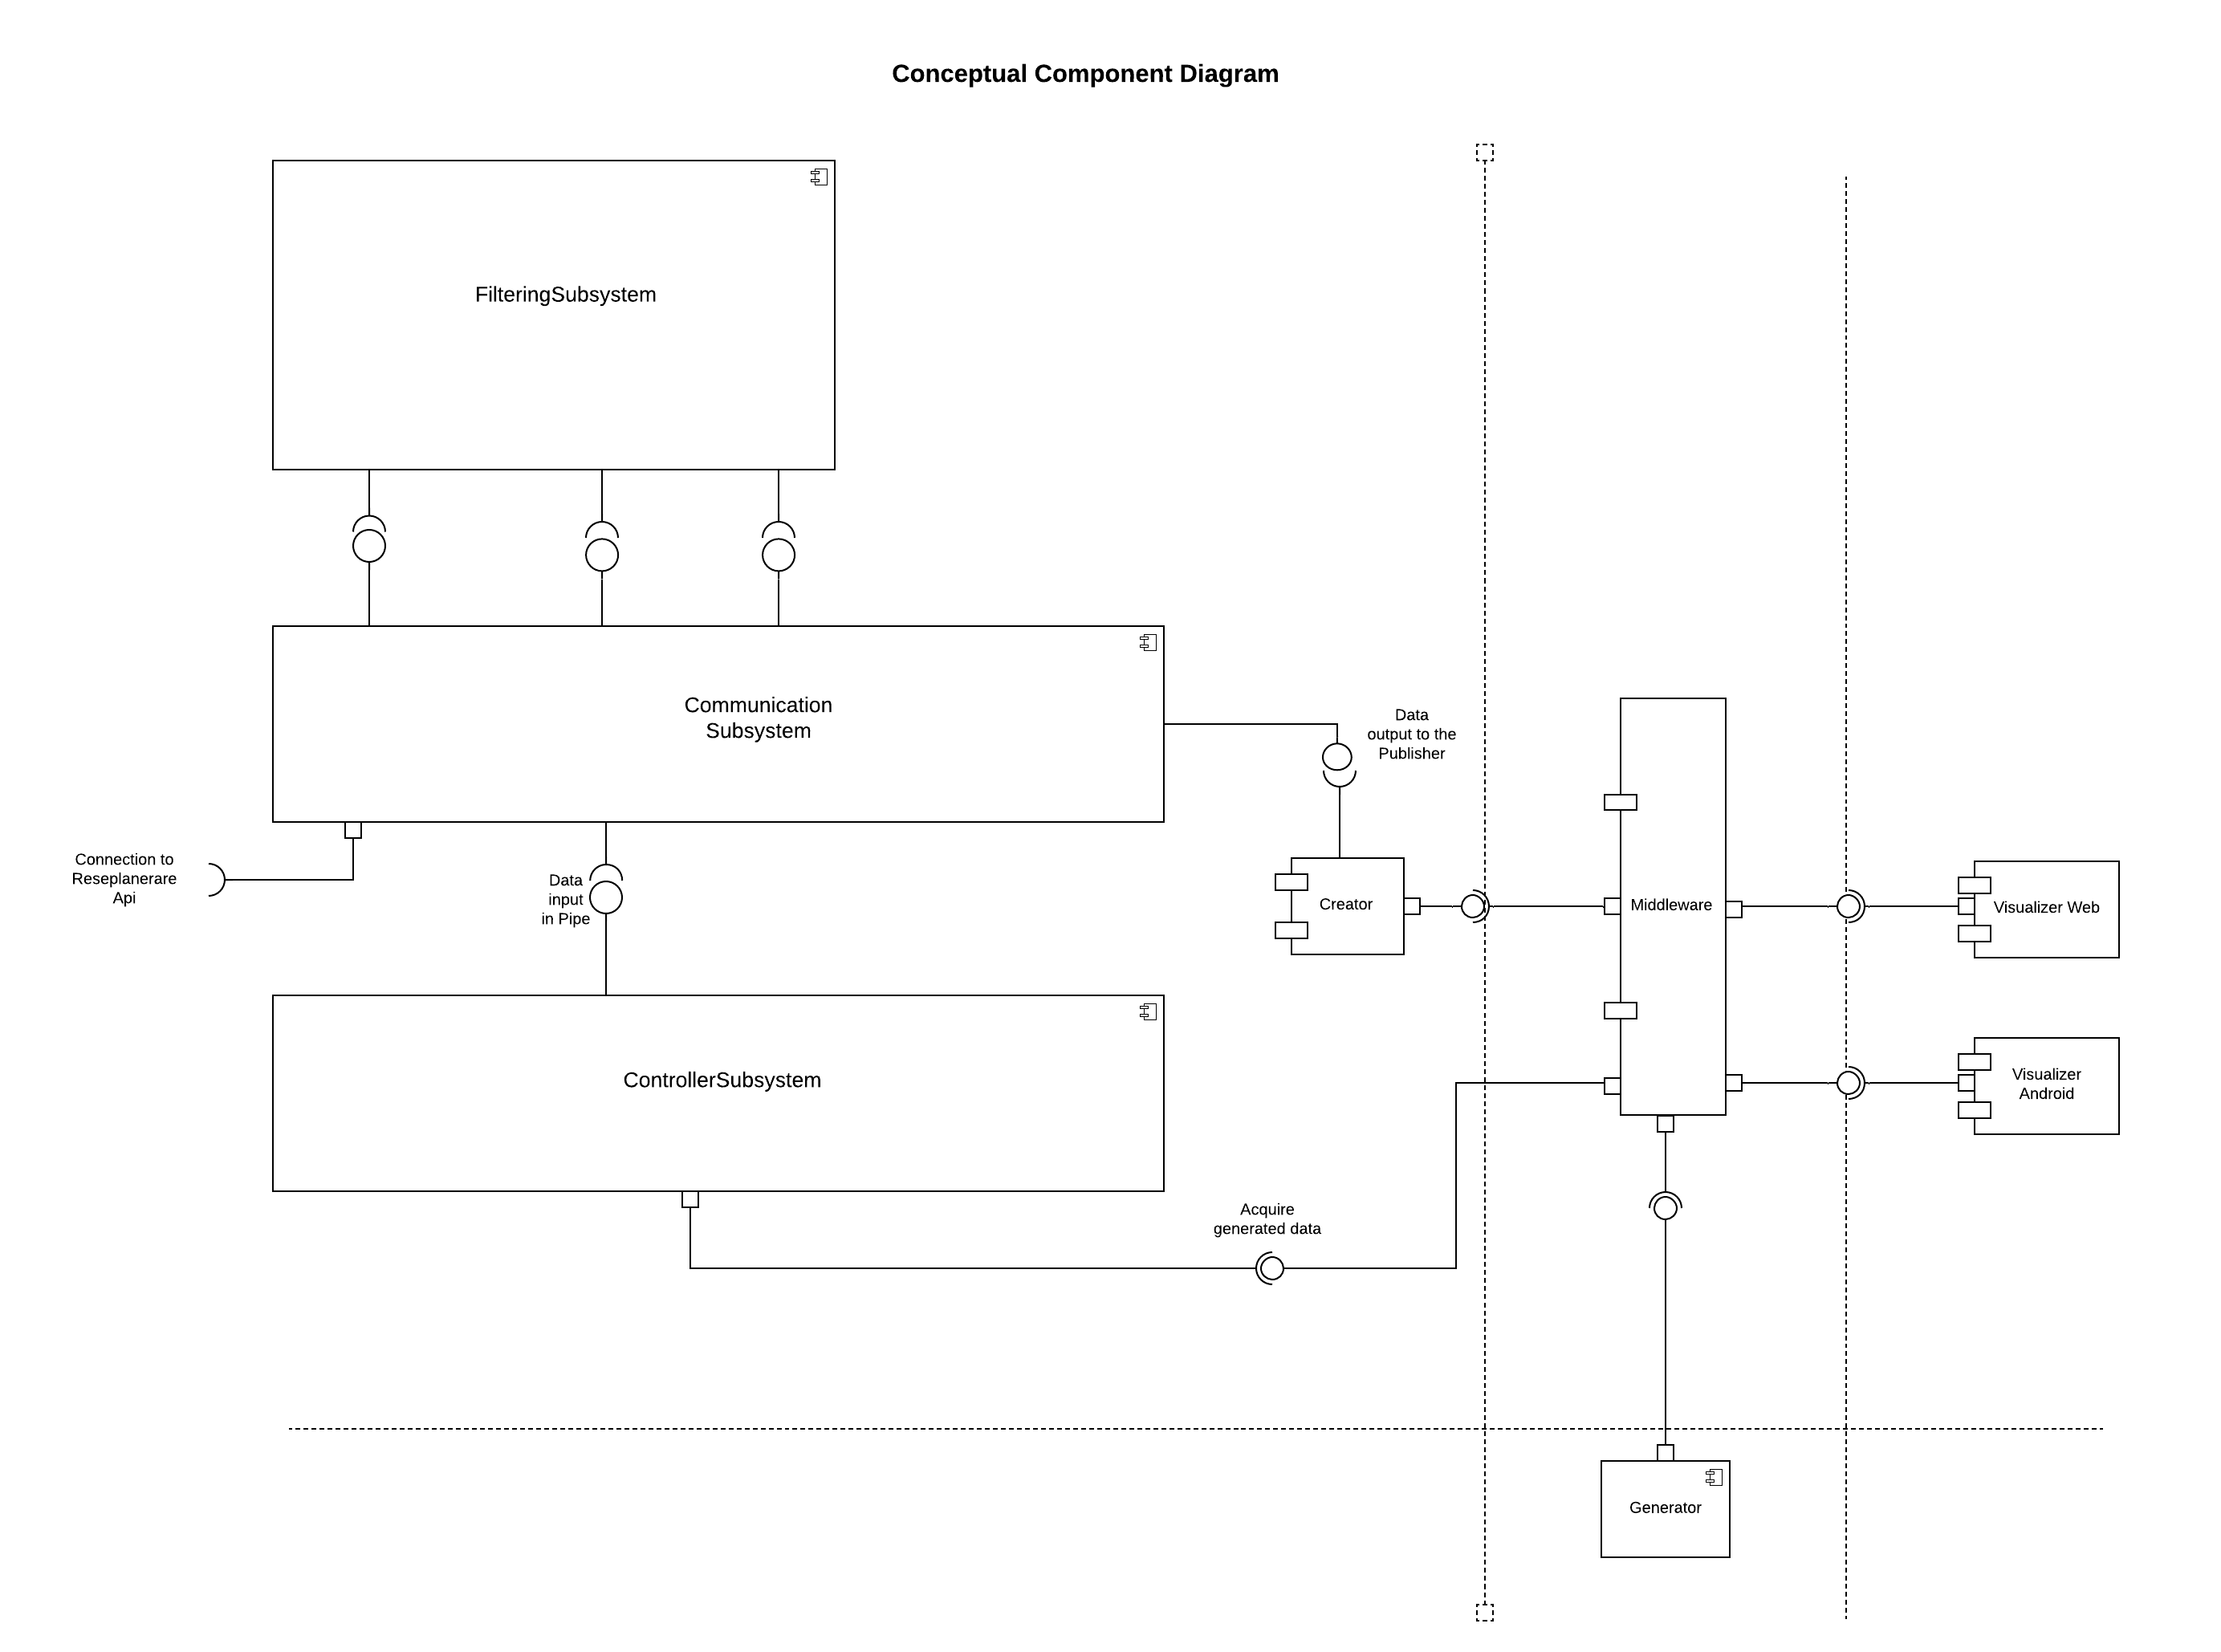 Conceptual Component Diagram
FilteringSubsystem
Communication
Subsystem
Data
output to the
Publisher
Connection to
Reseplanerare
Api
Data
input
in Pipe
Creator
Middleware
Visualizer Web
ControllerSubsystem
Visualizer
Android
Acquire
generated data
Generator